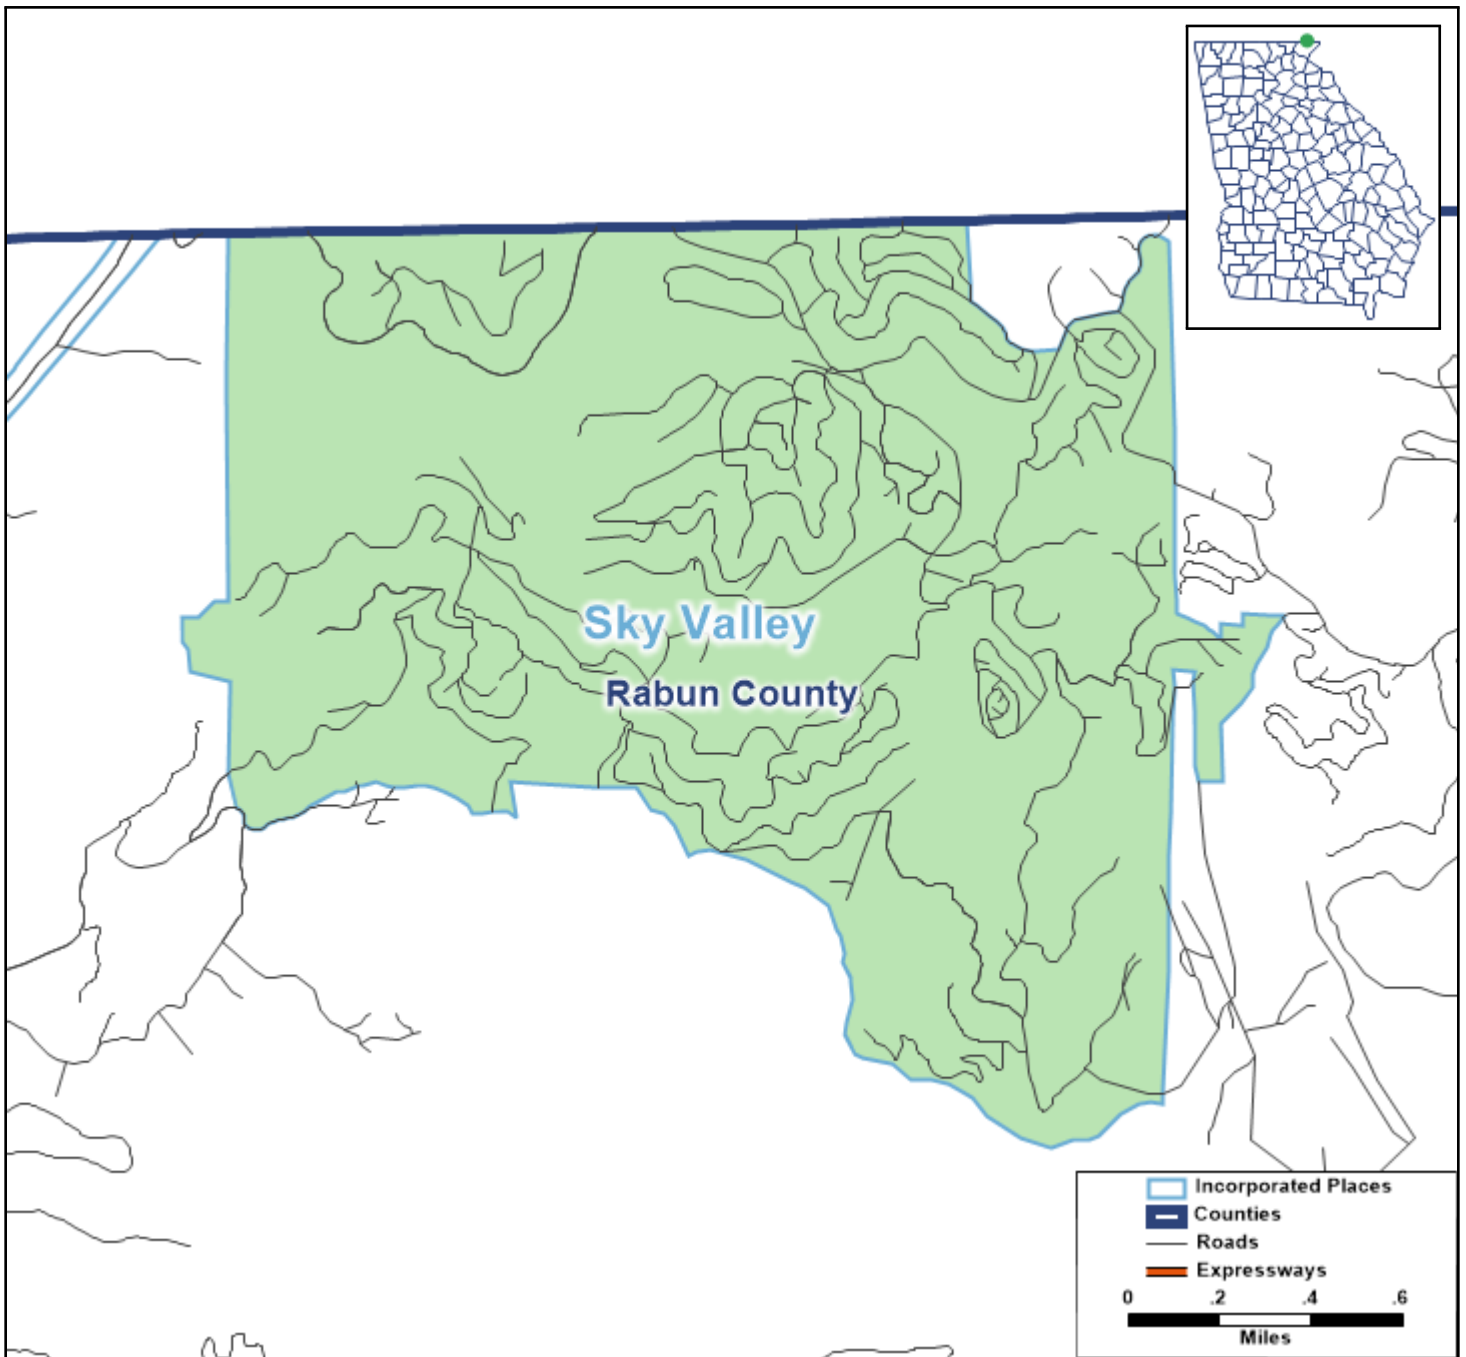 Sky Valley
Rabun County
Incorporated Places
Counties
Roads
Expressways
0 .2 .4 .6
Miles